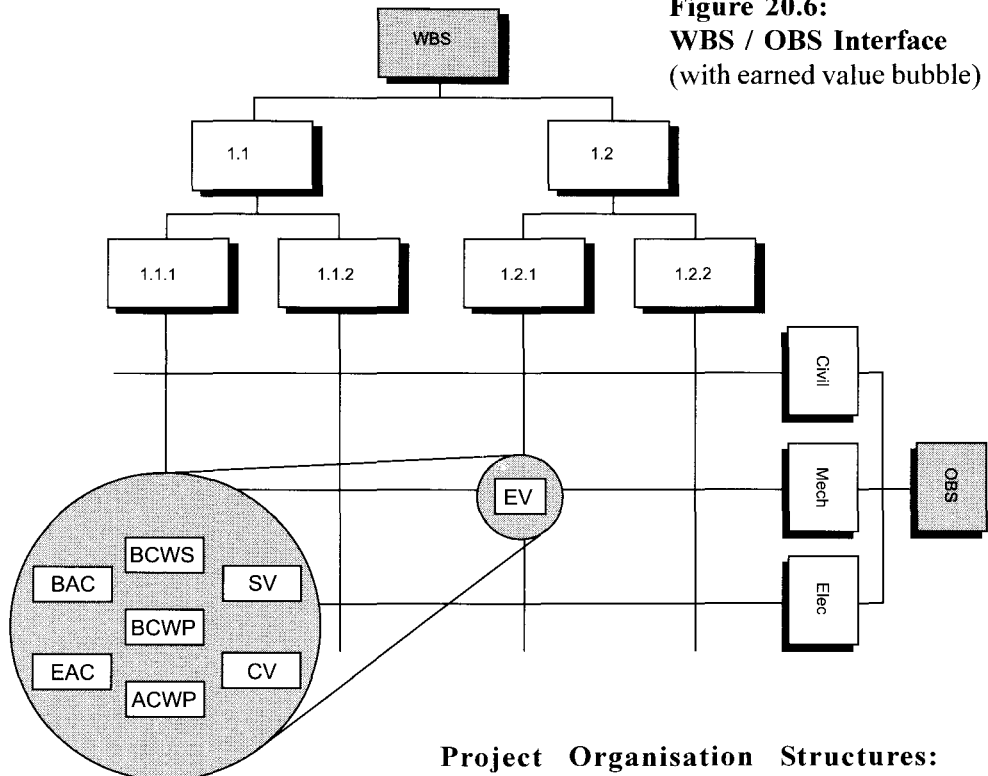 Figure 20.6:
WBS / OBS Interface
(with earned value bubble)
WBS
1.1
1.2
1.1.1
1.1.2
1.2.1
1.2.2
Civil
Mech
OBS
Elec
EV
BCWS
BAC
SV
BCWP
EAC
CV
ACWP
Project Organisation Structures: